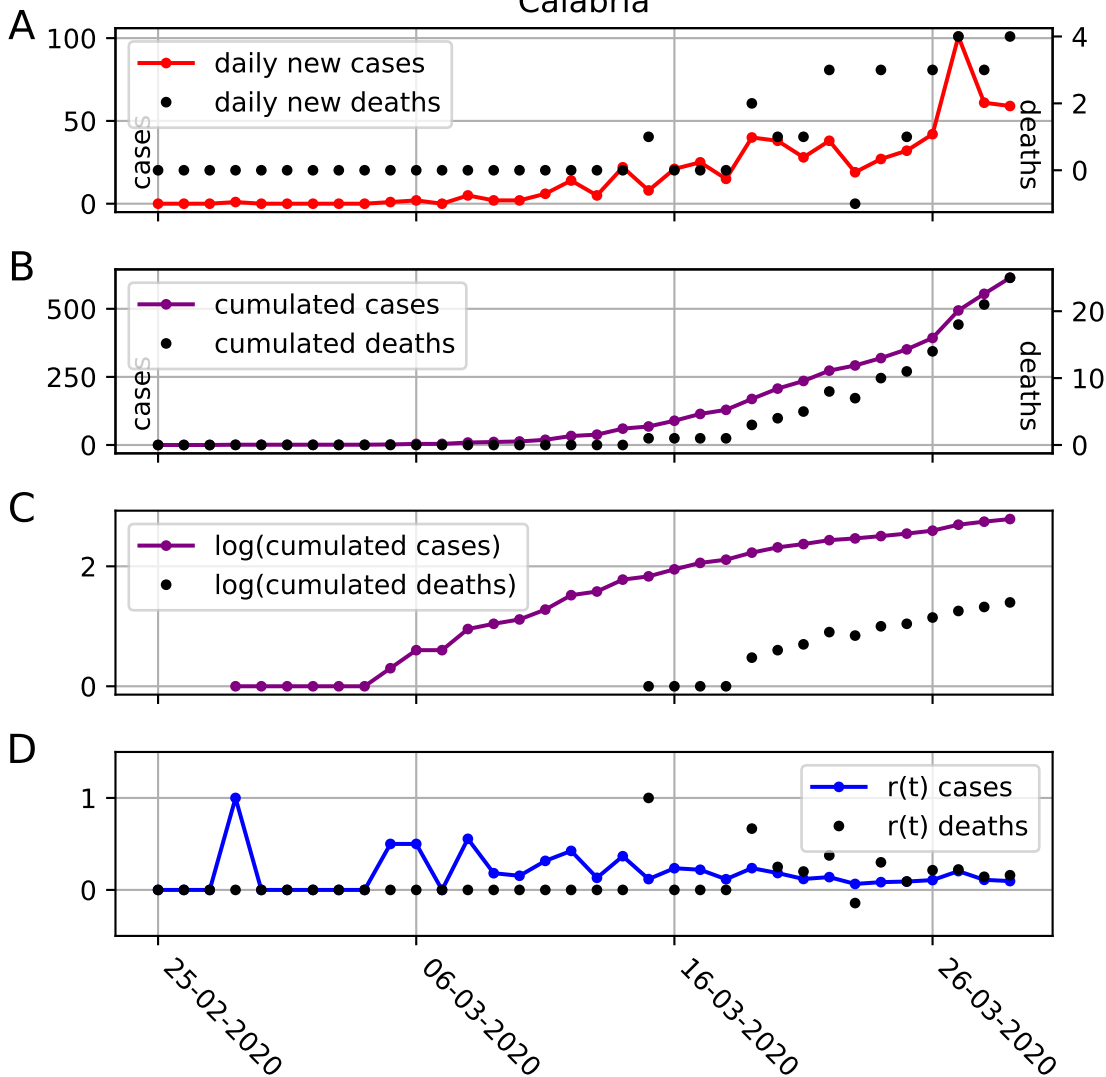 Calabria
A
100
50
0
cases
daily new cases
daily new deaths
4
2
0
deaths
B
500
250
0
cases
cumulated cases
cumulated deaths
20
10
0
deaths
C
2
0
log(cumulated cases)
log(cumulated deaths)
D
1
0
r(t) cases
r(t) deaths
25-02-2020
06-03-2020
16-03-2020
26-03-2020